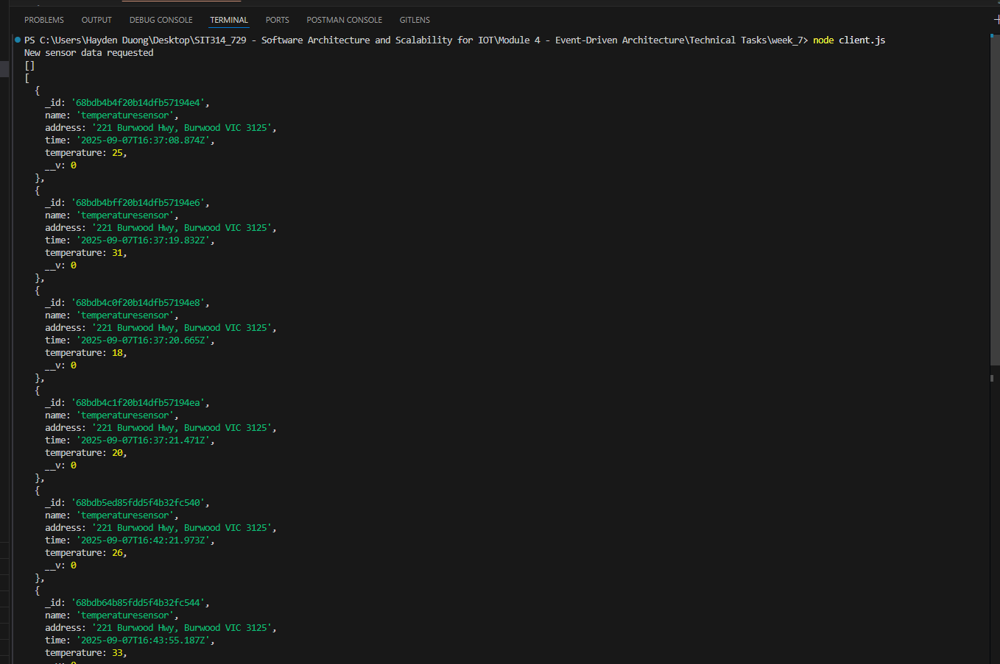 PROBLEMS OUTPUT DEBUG CONSOLE TERMINAL PORTS POSTMAN CONSOLE GITLENS
PS C:\Users\Hayden Duong\Desktop\SIT314_729 - Software Architecture and Scalability for IOT\Module 4 - Event-Driven Architecture\Technical Tasks\week_7> node client.js
New sensor data requested
[]
[
  {
    _id: '68bdb4b4f20b14dfb57194e4',
    name: 'temperaturesensor',
    address: '221 Burwood Hwy, Burwood VIC 3125',
    time: '2025-09-07T16:37:08.874Z',
    temperature: 25,
    __v: 0
  },
  {
    _id: '68bdb4bff20b14dfb57194e6',
    name: 'temperaturesensor',
    address: '221 Burwood Hwy, Burwood VIC 3125',
    time: '2025-09-07T16:37:19.832Z',
    temperature: 31,
    __v: 0
  },
  {
    _id: '68bdb4c0f20b14dfb57194e8',
    name: 'temperaturesensor',
    address: '221 Burwood Hwy, Burwood VIC 3125',
    time: '2025-09-07T16:37:20.665Z',
    temperature: 18,
    __v: 0
  },
  {
    _id: '68bdb4c1f20b14dfb57194ea',
    name: 'temperaturesensor',
    address: '221 Burwood Hwy, Burwood VIC 3125',
    time: '2025-09-07T16:37:21.471Z',
    temperature: 20,
    __v: 0
  },
  {
    _id: '68bdb5ed85fdd5f4b32fc540',
    name: 'temperaturesensor',
    address: '221 Burwood Hwy, Burwood VIC 3125',
    time: '2025-09-07T16:42:21.973Z',
    temperature: 26,
    __v: 0
  },
  {
    _id: '68bdb64b85fdd5f4b32fc544',
    name: 'temperaturesensor',
    address: '221 Burwood Hwy, Burwood VIC 3125',
    time: '2025-09-07T16:43:55.187Z',
    temperature: 33,